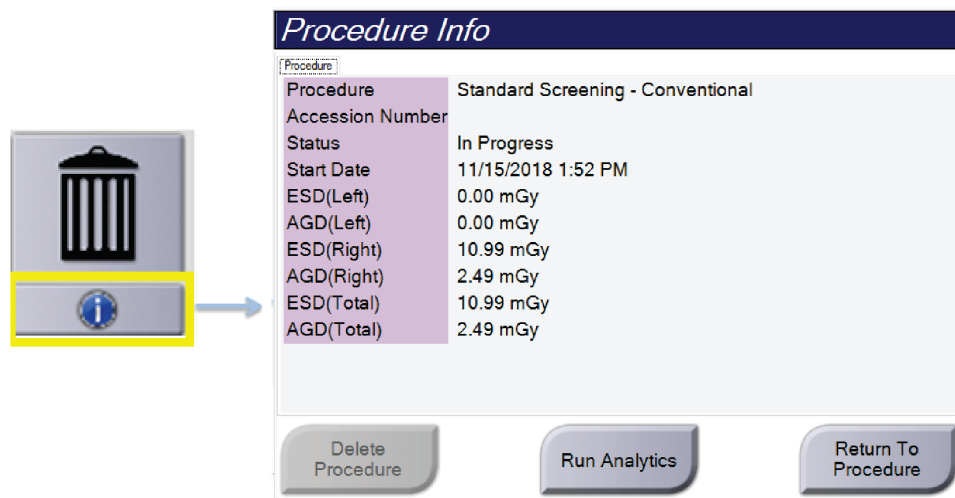 Procedure Info
Procedure
Procedure Standard Screening - Conventional
Accession Number
Status In Progress
Start Date 11/15/2018 1:52 PM
ESD(Left) 0.00 mGy
AGD(Left) 0.00 mGy
ESD(Right) 10.99 mGy
AGD(Right) 2.49 mGy
ESD(Total) 10.99 mGy
AGD(Total) 2.49 mGy
i
Delete Procedure
Run Analytics
Return To Procedure